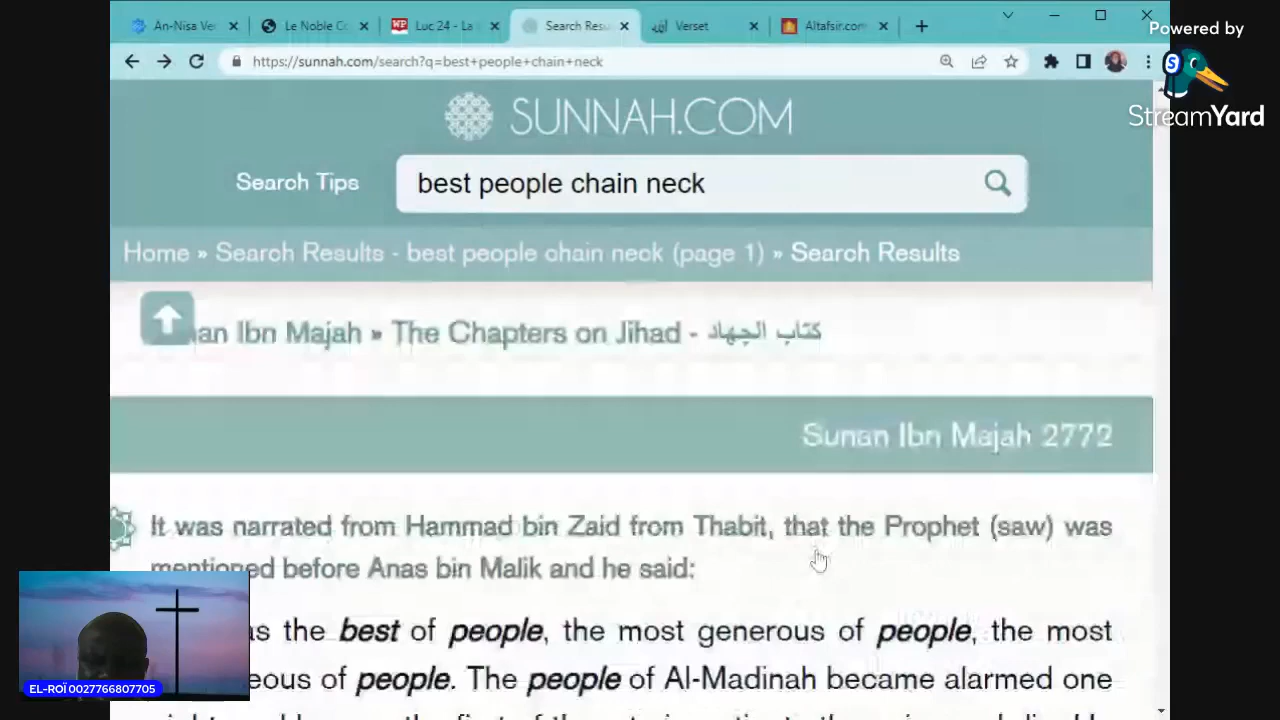 An-Nisa Ve
Le Noble Co
Luc 24 - La
Search Resu
Verset
Altafsir.com
Powered by
StreamYard
https://sunnah.com/search?q=best+people+chain+neck
SUNNAH.COM
Search Tips
best people chain neck
Home » Search Results - best people chain neck (page 1) » Search Results
an Ibn Majah » The Chapters on Jihad - كتاب الجهاد
Sunan Ibn Majah 2772
It was narrated from Hammad bin Zaid from Thabit, that the Prophet (saw) was
mentioned before Anas bin Malik and he said:
as the best of people, the most generous of people, the most
eous of people. The people of Al-Madinah became alarmed one
EL-ROÏ 0027766807705